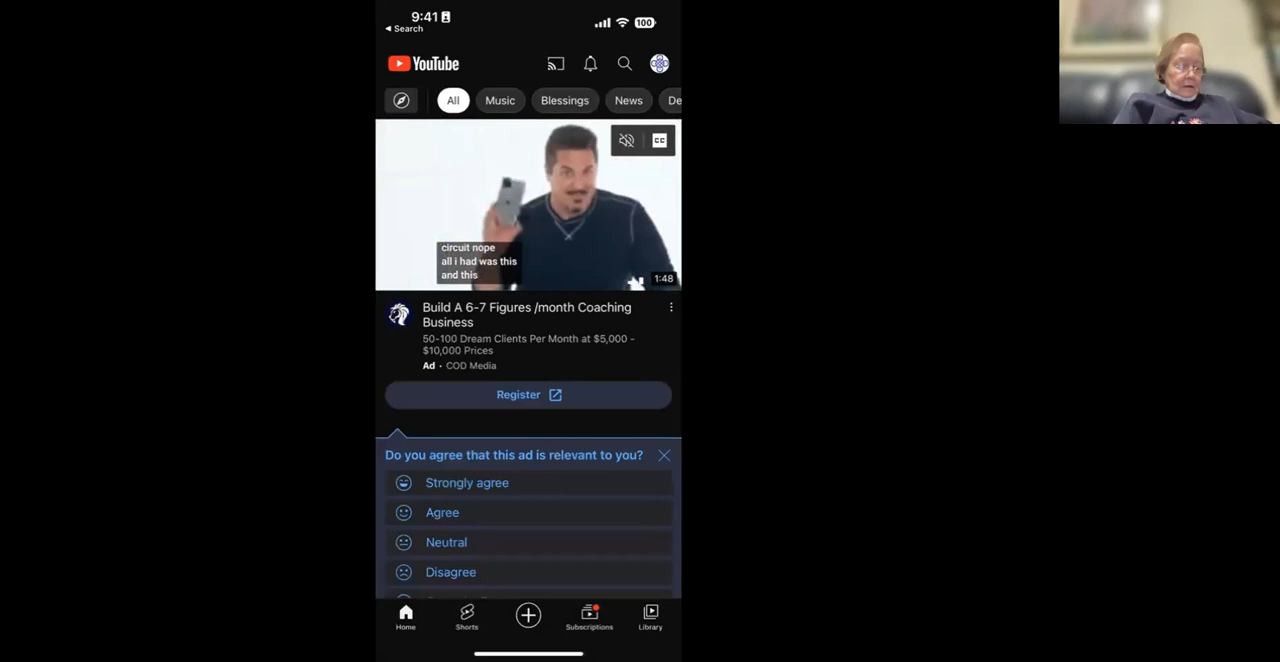 9:41
100
Search
YouTube
All Music Blessings News De
CC
circuit nope
all i had was this
and this
1:48
Build A 6-7 Figures /month Coaching
Business
50-100 Dream Clients Per Month at $5,000 -
$10,000 Prices
Ad · COD Media
Register
Do you agree that this ad is relevant to you?
Strongly agree
Agree
Neutral
Disagree
Home Shorts Subscriptions Library